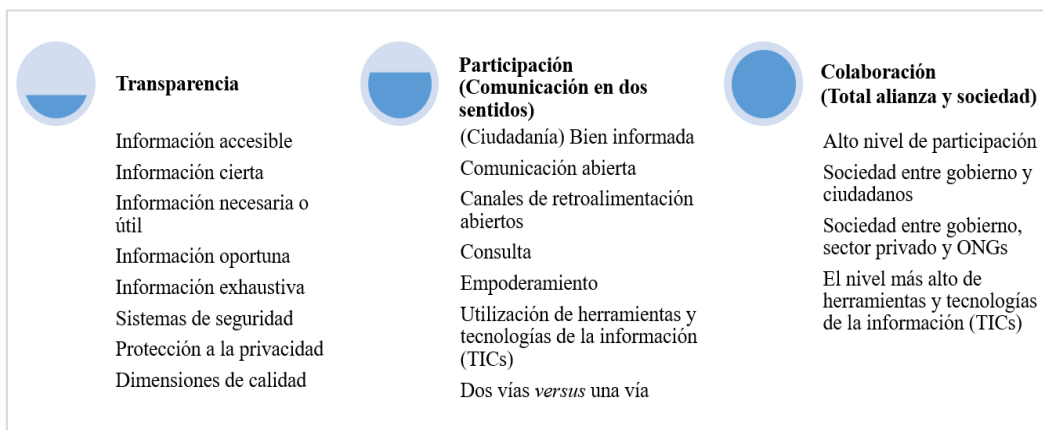 Transparencia
Información accesible
Información cierta
Información necesaria o
útil
Información oportuna
Información exhaustiva
Sistemas de seguridad
Protección a la privacidad
Dimensiones de calidad
Participación
(Comunicación en dos
sentidos)
(Ciudadanía) Bien informada
Comunicación abierta
Canales de retroalimentación
abiertos
Consulta
Empoderamiento
Utilización de herramientas y
tecnologías de la información
(TICs)
Dos vías versus una vía
Colaboración
(Total alianza y sociedad)
Alto nivel de participación
Sociedad entre gobierno y
ciudadanos
Sociedad entre gobierno,
sector privado y ONGs
El nivel más alto de
herramientas y tecnologías
de la información (TICs)